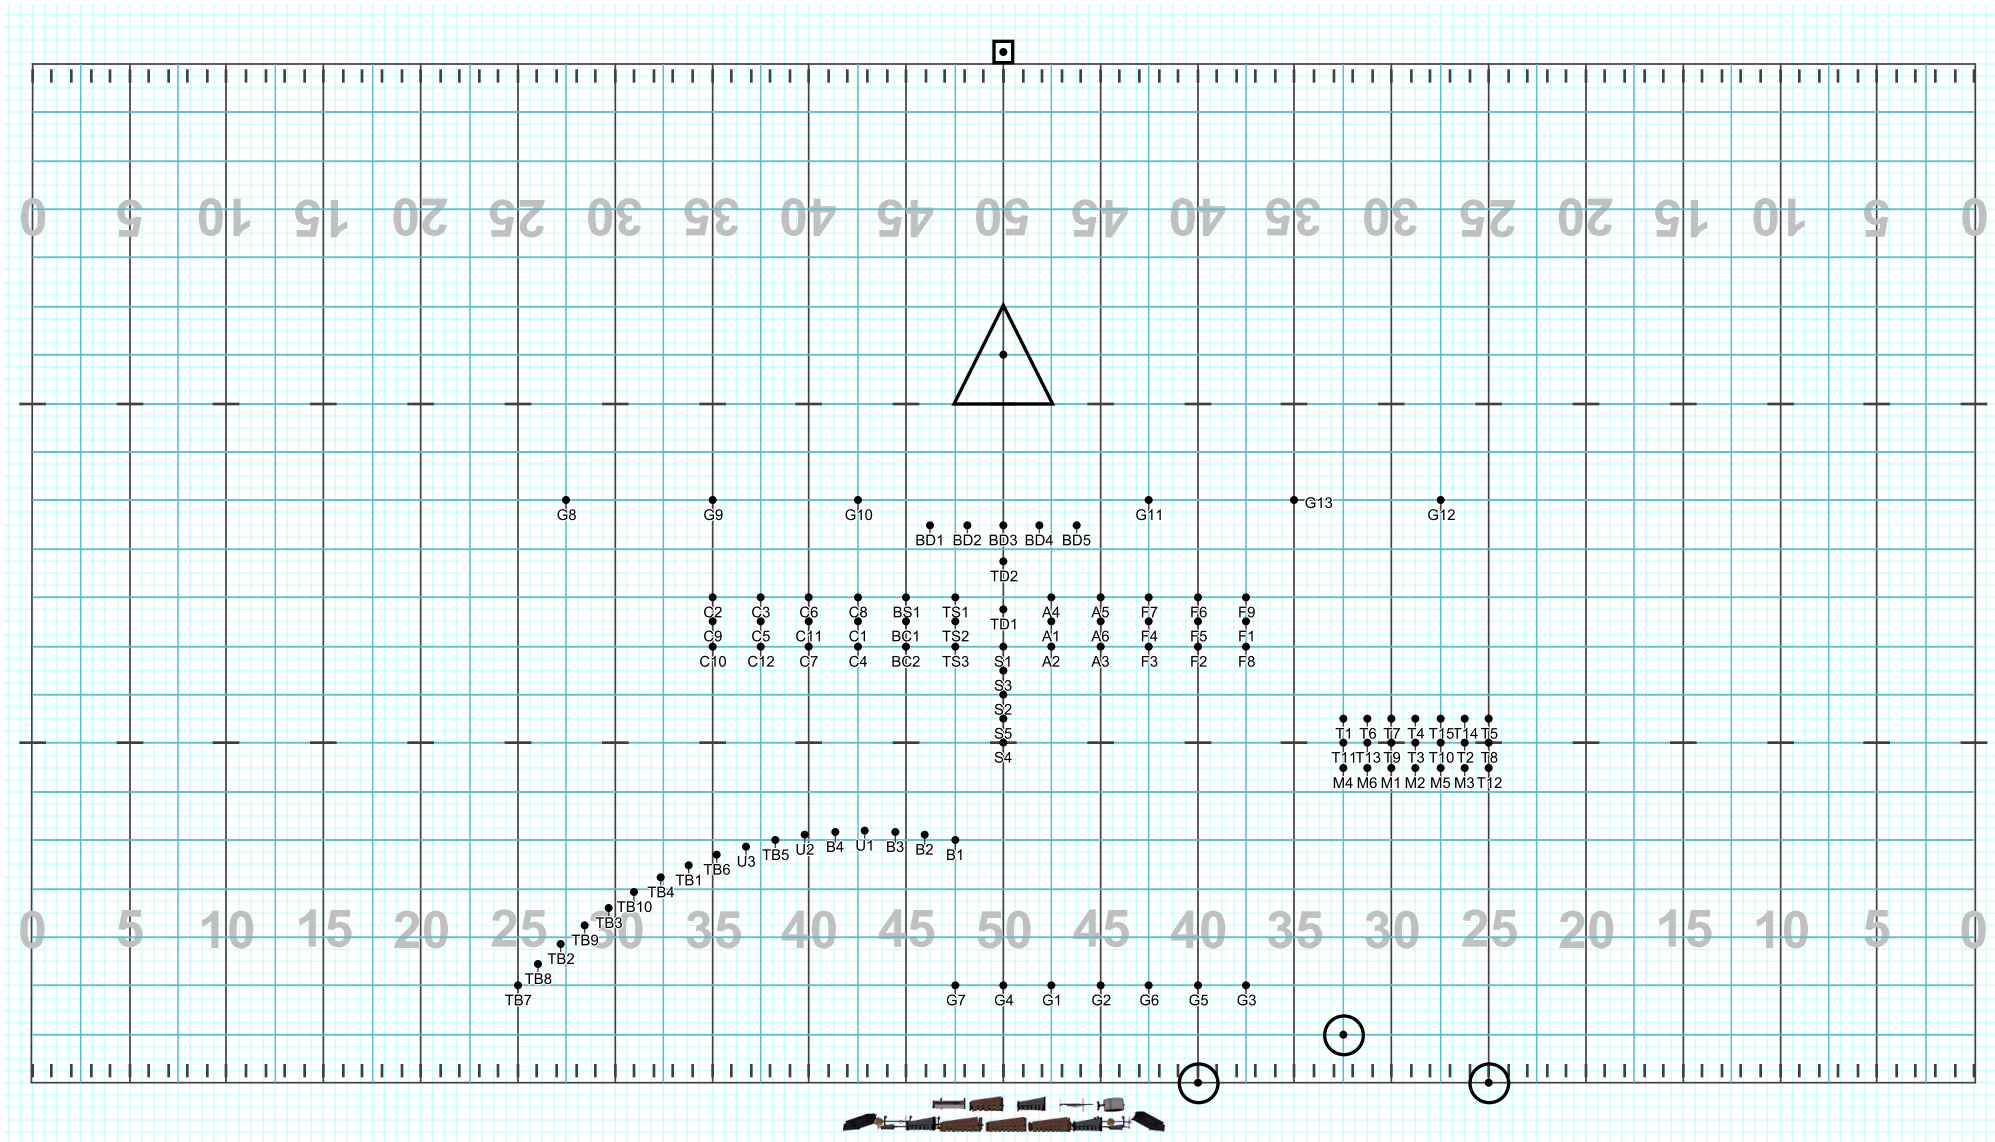 0 5 10 15 20 25 30 35 40 45 50 45 40 35 30 25 20 15 10 5 0
G8 G9 G10 G11 G13 G12
BD1 BD2 BD3 BD4 BD5
TD2
C2 C3 C6 C8 BS1 TS1 TD1 A4 A5 F7 F6 F9
C9 C5 C11 C1 BC1 TS2 A1 A6 F4 F5 F1
C10 C12 C7 C4 BC2 TS3 S1 A2 A3 F3 F2 F8
S3
S2
S5 T1 T6 T7 T4 T15 T14 T5
S4 T11 T13 T9 T3 T10 T2 T8
M4 M6 M1 M2 M5 M3 T12
TB7 TB8 TB2 TB9 TB3 TB10 TB4 TB1 TB6 U3 TB5 U2 B4 U1 B3 B2 B1
0 5 10 15 20 25 30 35 40 45 50 45 40 35 30 25 20 15 10 5 0
G7 G4 G1 G2 G6 G5 G3